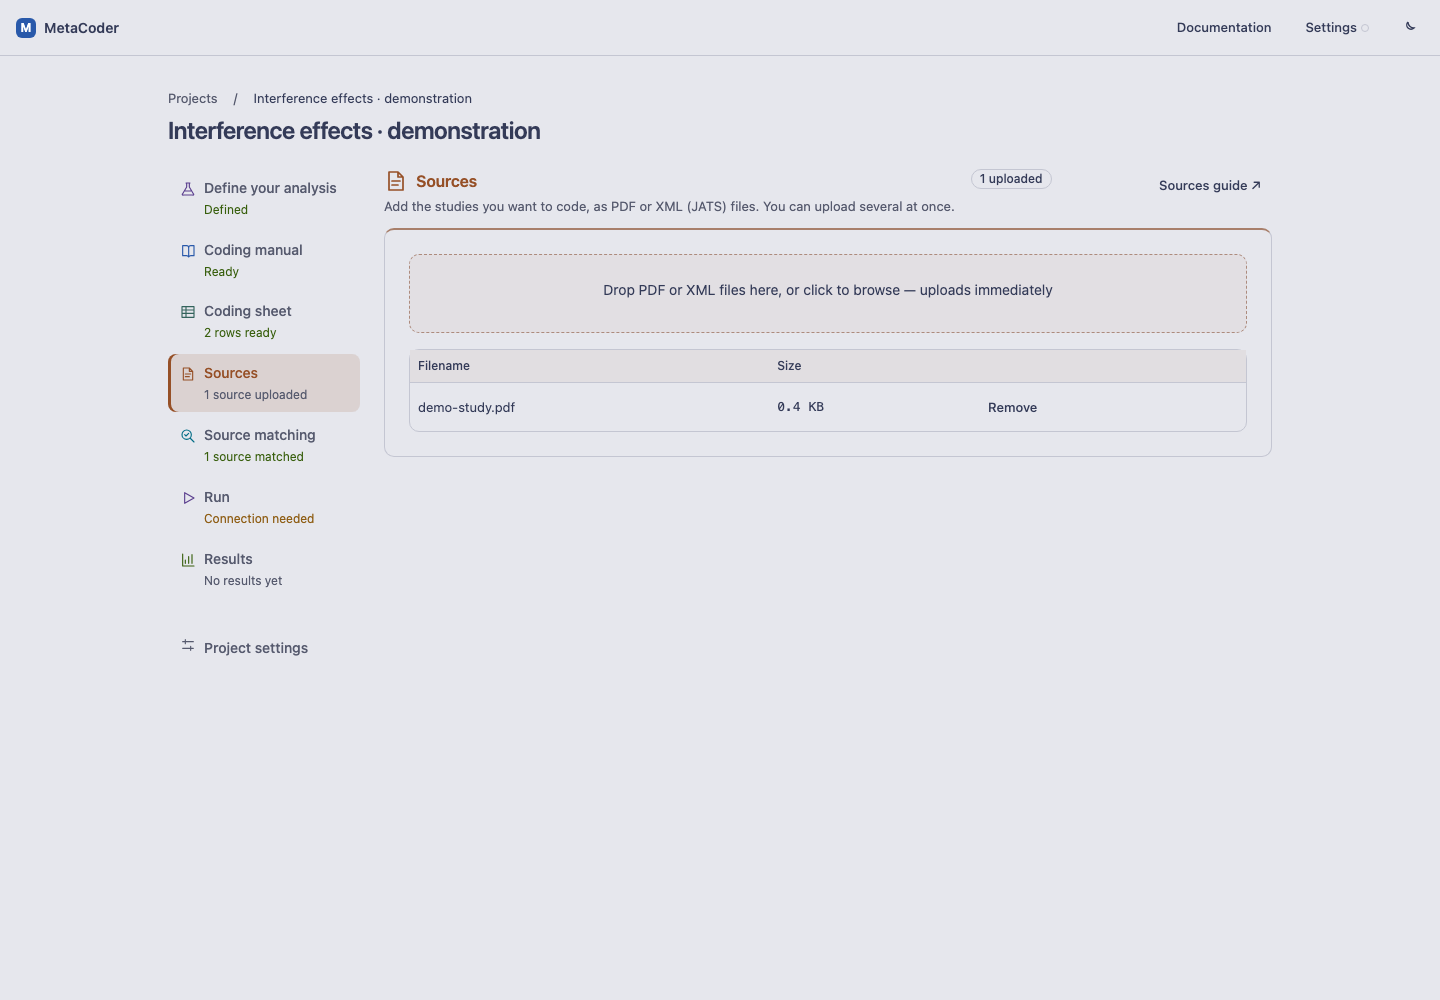 M MetaCoder
Documentation
Settings
Projects / Interference effects · demonstration
Interference effects · demonstration
Define your analysis
Defined
Coding manual
Ready
Coding sheet
2 rows ready
Sources
1 source uploaded
Source matching
1 source matched
Run
Connection needed
Results
No results yet
Project settings
Sources
1 uploaded
Sources guide ↗
Add the studies you want to code, as PDF or XML (JATS) files. You can upload several at once.
Drop PDF or XML files here, or click to browse — uploads immediately
Filename Size
demo-study.pdf 0.4 KB Remove